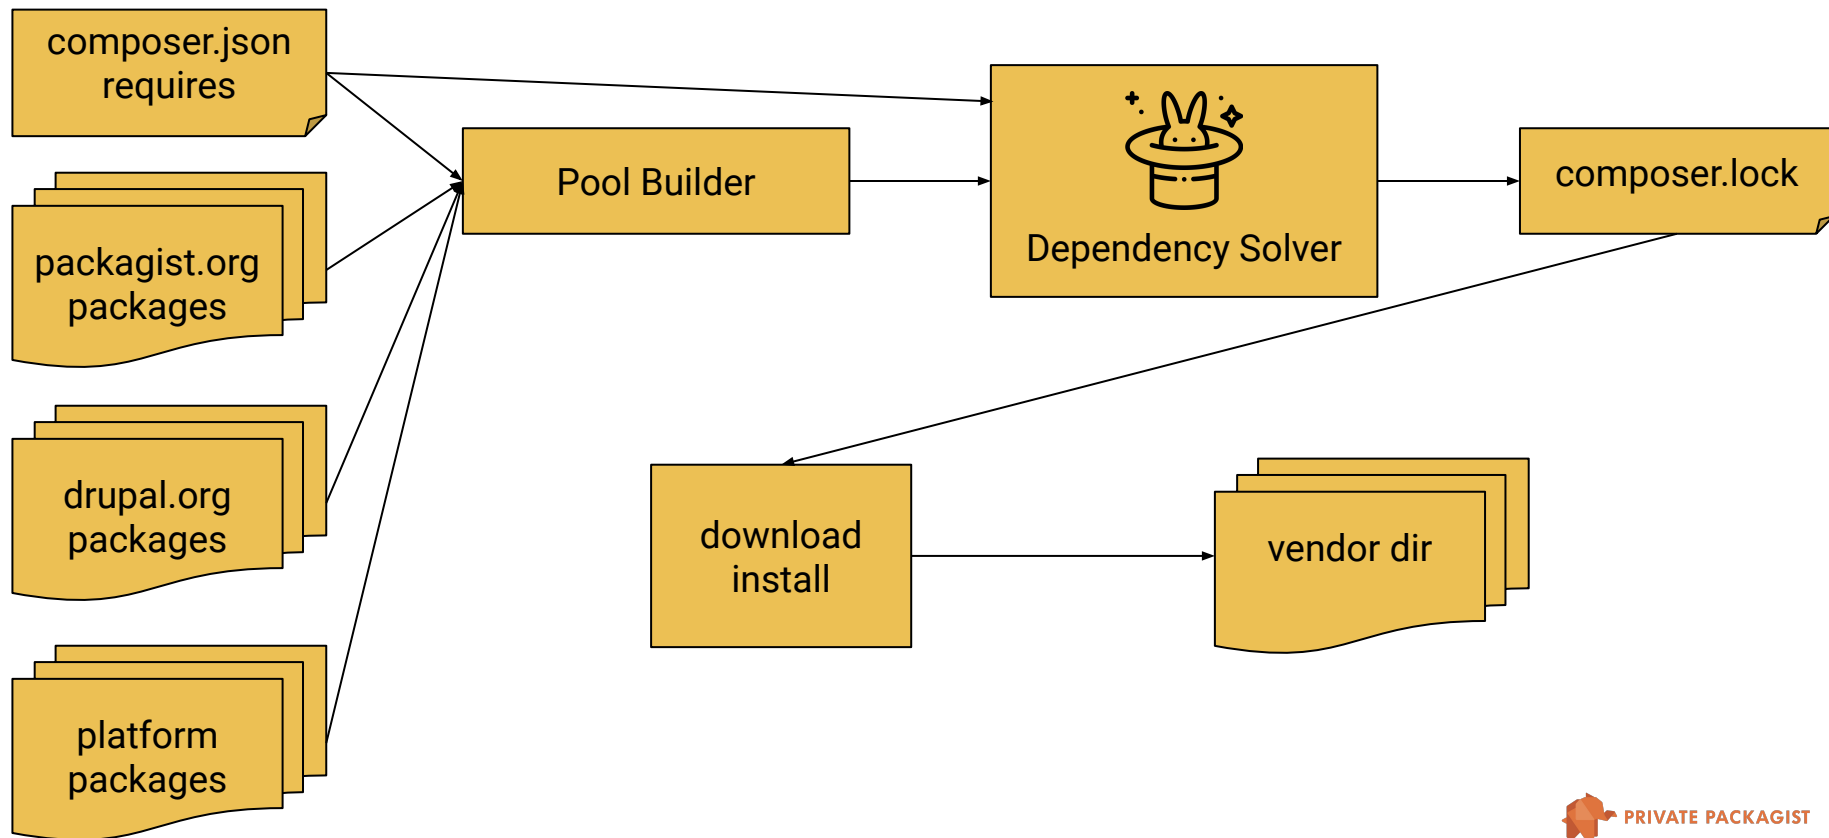 composer.json
requires
Pool Builder
Dependency Solver
composer.lock
packagist.org
packages
drupal.org
packages
download
install
vendor dir
platform
packages
PRIVATE PACKAGIST